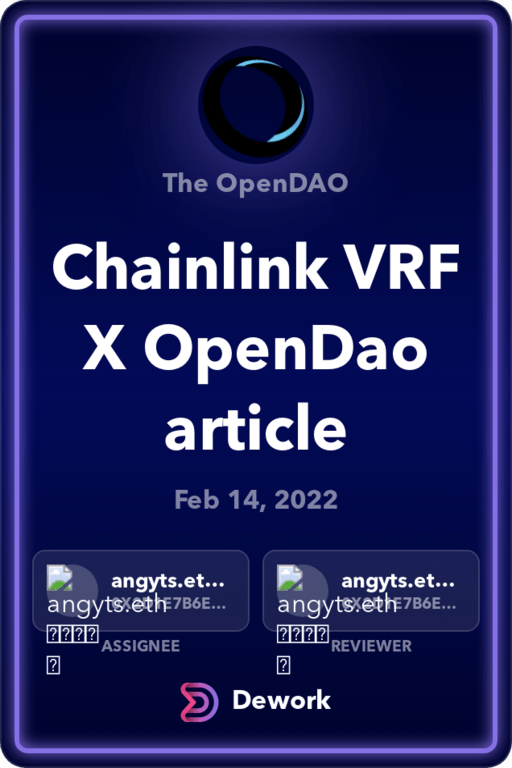 The OpenDAO
Chainlink VRF
X OpenDao
article
Feb 14, 2022
angyts.et...
angyts.et...
angyts.eth
angyts.eth
ASSIGNEE
REVIEWER
Dework